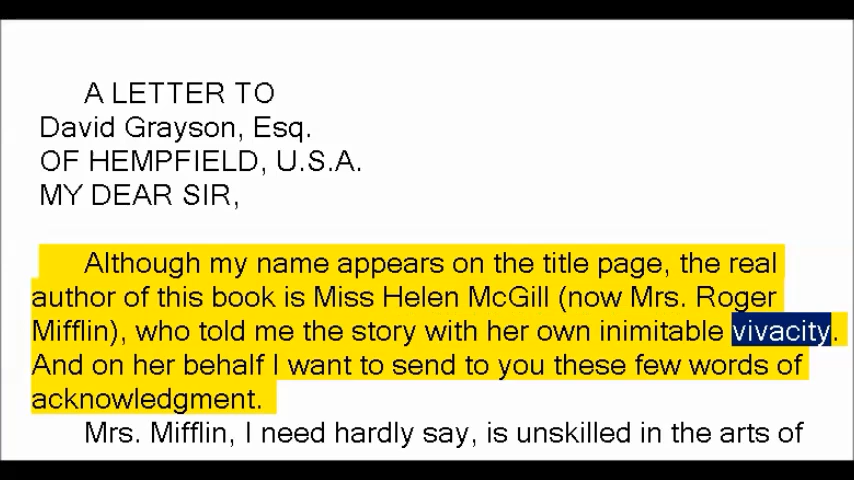 A LETTER TO
David Grayson, Esq.
OF HEMPFIELD, U.S.A.
MY DEAR SIR,
Although my name appears on the title page, the real
author of this book is Miss Helen McGill (now Mrs. Roger
Mifflin), who told me the story with her own inimitable vivacity.
And on her behalf I want to send to you these few words of
acknowledgment.
Mrs. Mifflin, I need hardly say, is unskilled in the arts of